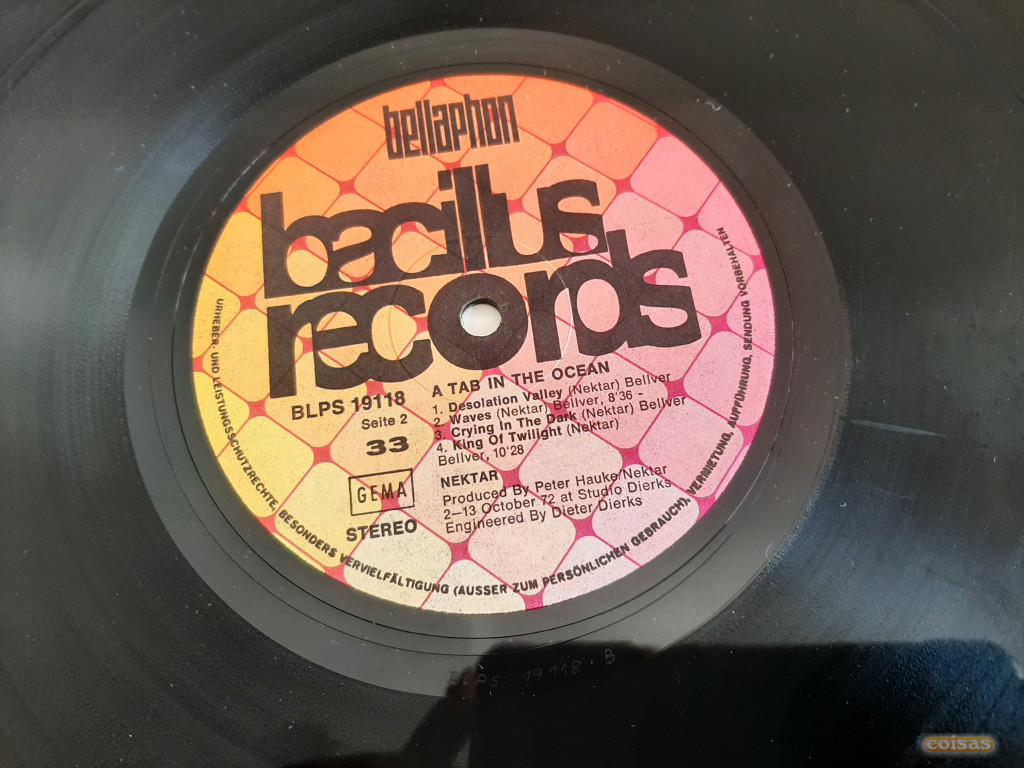 bellaphon
bacillus
records
BLPS 19118
Seite 2
33
GEMA
STEREO
A TAB IN THE OCEAN
1. Desolation Valley (Nektar) Bellver
2. Waves (Nektar) Bellver, 8'36 -
3. Crying In The Dark (Nektar) Bellver
4. King Of Twilight (Nektar)
Bellver, 10'28
NEKTAR
Produced By Peter Hauke/Nektar
2–13 October 72 at Studio Dierks
Engineered By Dieter Dierks
URHEBER- UND LEISTUNGSSCHUTZRECHTE, BESONDERS VERVIELFÄLTIGUNG (AUSSER ZUM PERSÖNLICHEN GEBRAUCH), VERMIETUNG, AUFFÜHRUNG, SENDUNG VORBEHALTEN
BLPS-19118-B
coisas